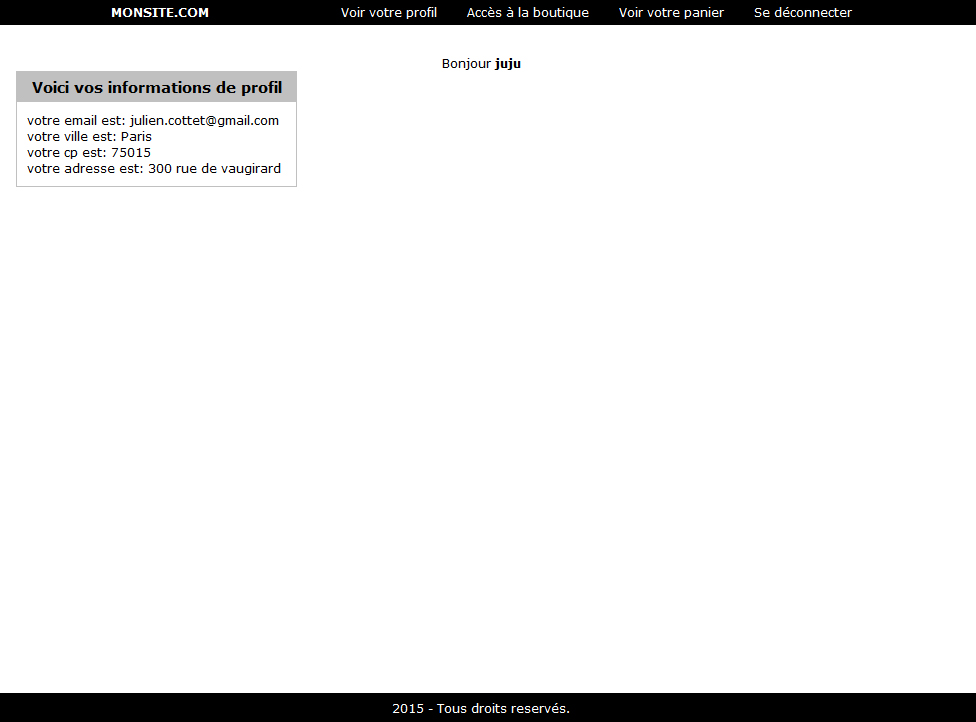 MONSITE.COM Voir votre profil Accès à la boutique Voir votre panier Se déconnecter
Bonjour juju
Voici vos informations de profil
votre email est: julien.cottet@gmail.com
votre ville est: Paris
votre cp est: 75015
votre adresse est: 300 rue de vaugirard
2015 - Tous droits reservés.